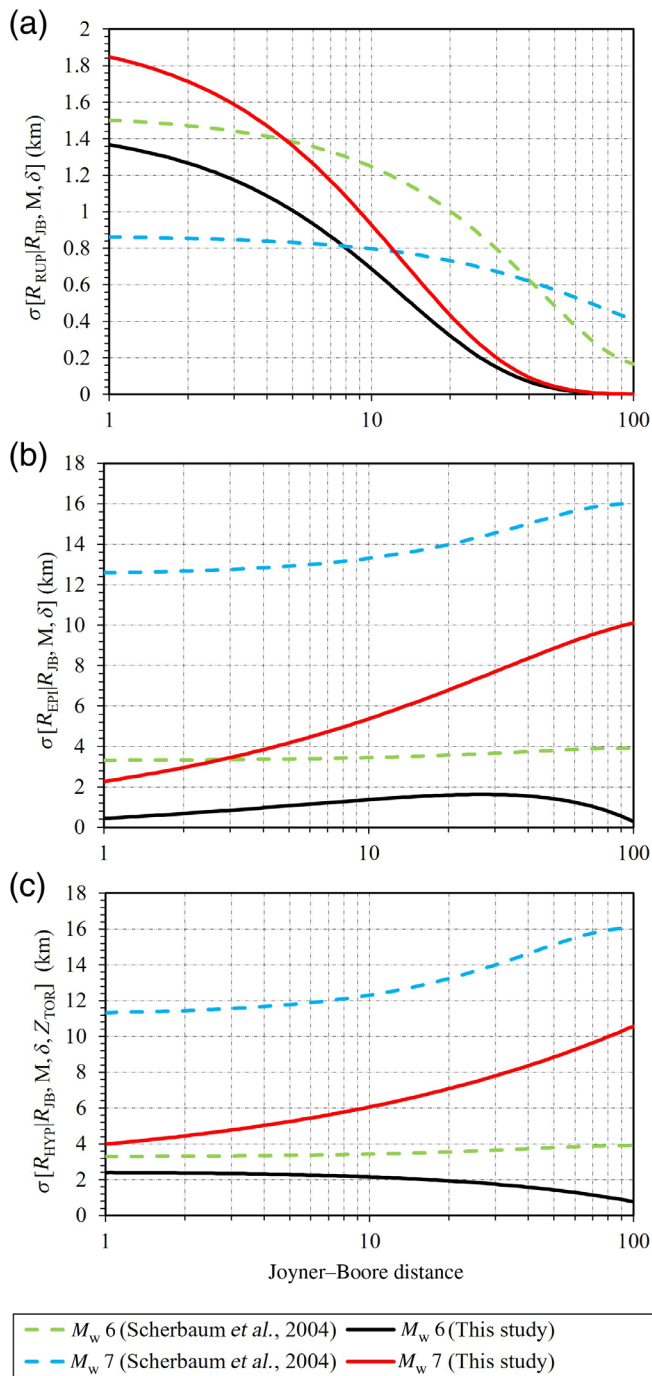 (a)
2
1.8
1.6
1.4
1.2
1
0.8
0.6
0.4
0.2
0
σ[R_RUP|R_JB, M, δ] (km)
1 10 100
(b)
18
16
14
12
10
8
6
4
2
0
σ[R_EPI|R_JB, M, δ] (km)
1 10 100
(c)
18
16
14
12
10
8
6
4
2
0
σ[R_HYP|R_JB, M, δ, Z_TOR] (km)
1 10 100
Joyner–Boore distance
M_w 6 (Scherbaum et al., 2004) M_w 6 (This study)
M_w 7 (Scherbaum et al., 2004) M_w 7 (This study)